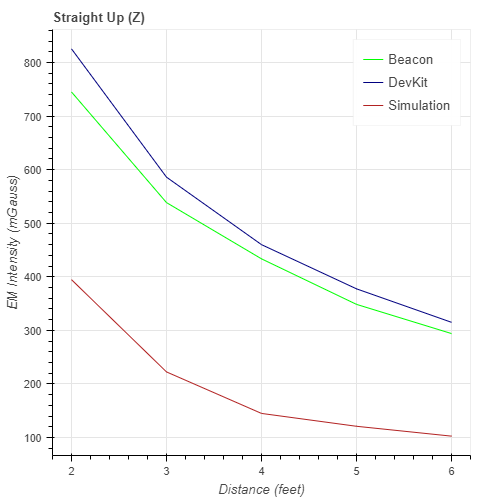 Straight Up (Z)
Beacon
DevKit
Simulation
800
700
600
500
400
300
200
100
EM Intensity (mGauss)
2
3
4
5
6
Distance (feet)